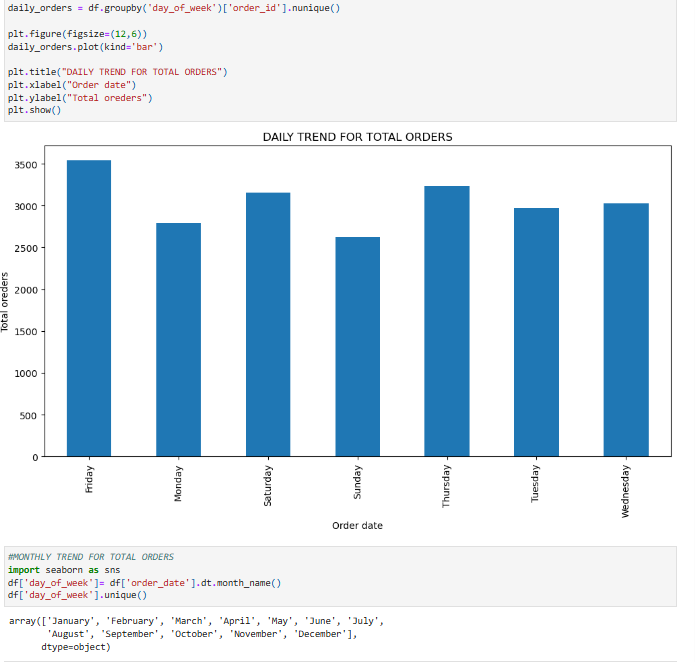 daily_orders = df.groupby('day_of_week')['order_id'].nunique()
plt.figure(figsize=(12,6))
daily_orders.plot(kind='bar')
plt.title("DAILY TREND FOR TOTAL ORDERS")
plt.xlabel("Order date")
plt.ylabel("Total oreders")
plt.show()
DAILY TREND FOR TOTAL ORDERS
Total oreders
3500
3000
2500
2000
1500
1000
500
0
Friday
Monday
Saturday
Sunday
Thursday
Tuesday
Wednesday
Order date
#MONTHLY TREND FOR TOTAL ORDERS
import seaborn as sns
df['day_of_week']= df['order_date'].dt.month_name()
df['day_of_week'].unique()
array(['January', 'February', 'March', 'April', 'May', 'June', 'July',
'August', 'September', 'October', 'November', 'December'],
dtype=object)